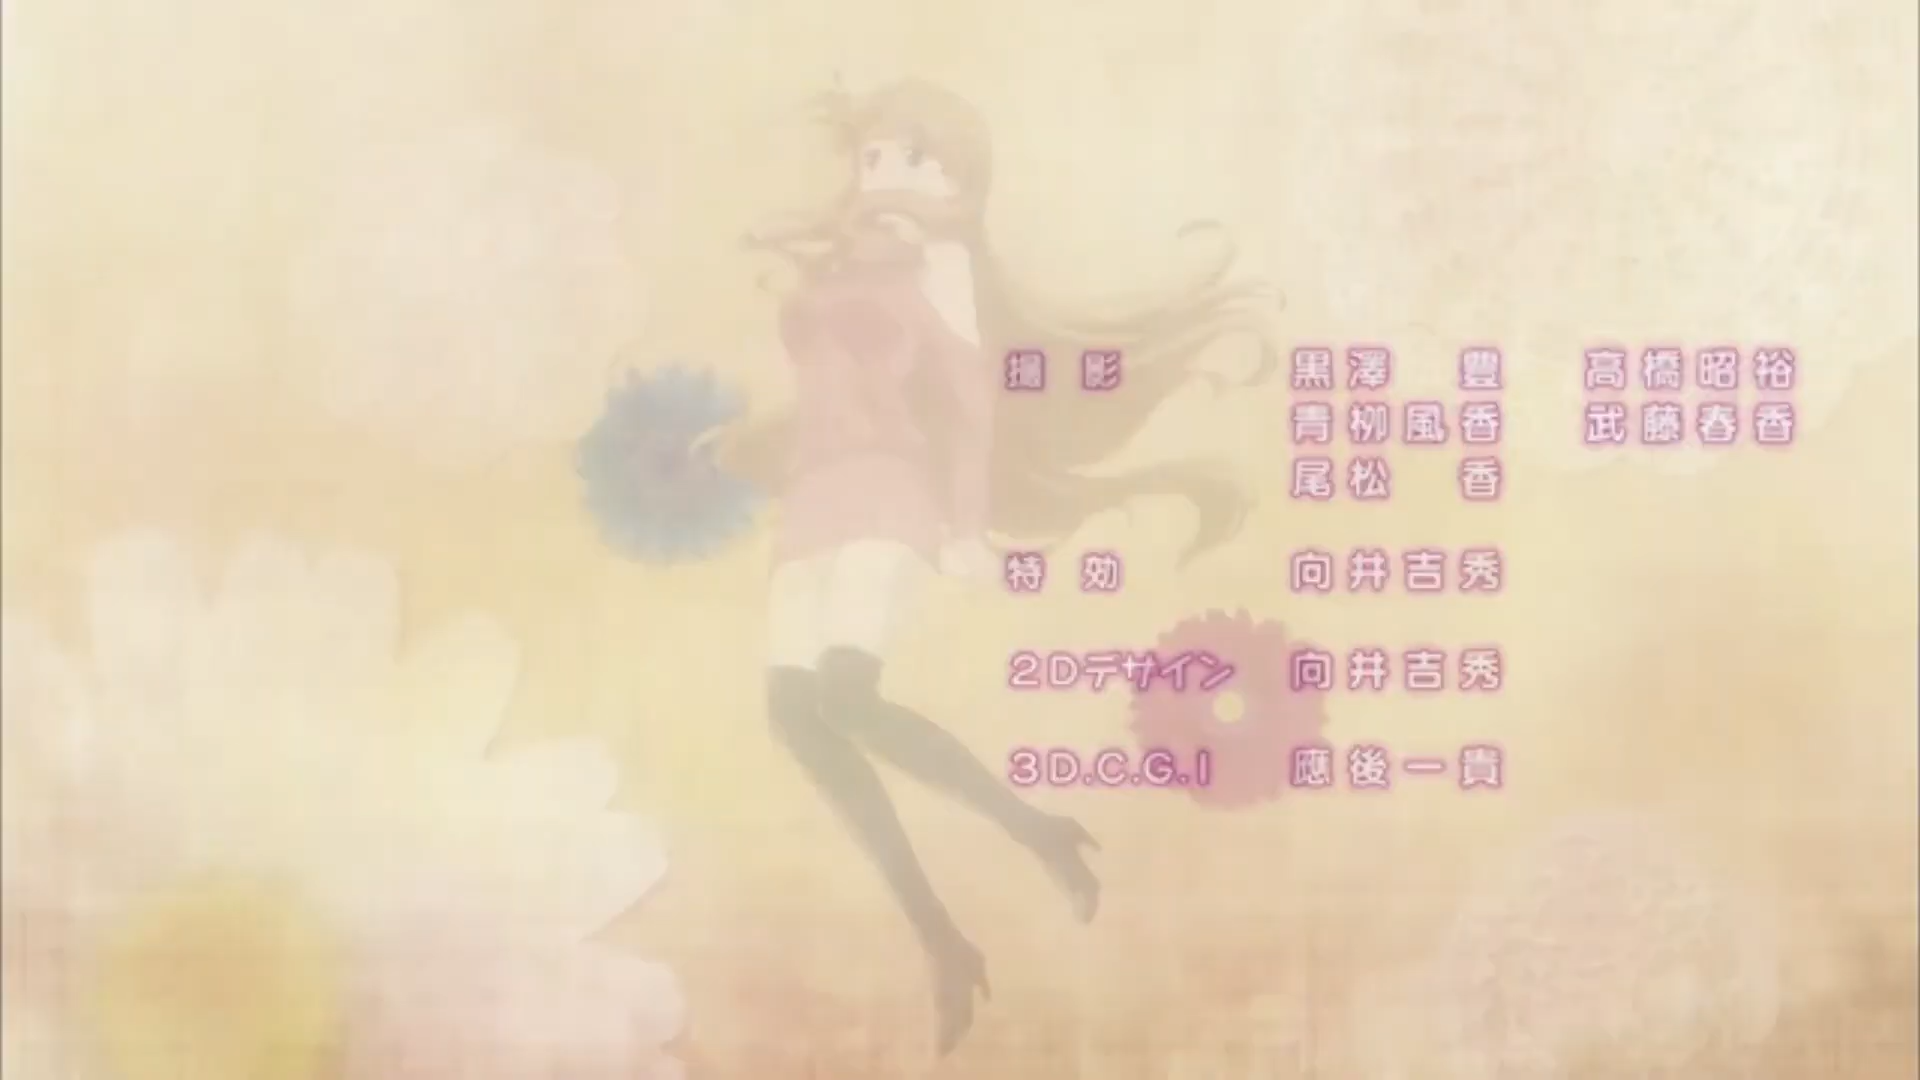 撮影 黒澤 豊 高橋昭裕
青柳風香 武藤春香
尾松 香
特効 向井吉秀
2Dデザイン 向井吉秀
3D.C.G.I 應後一貴